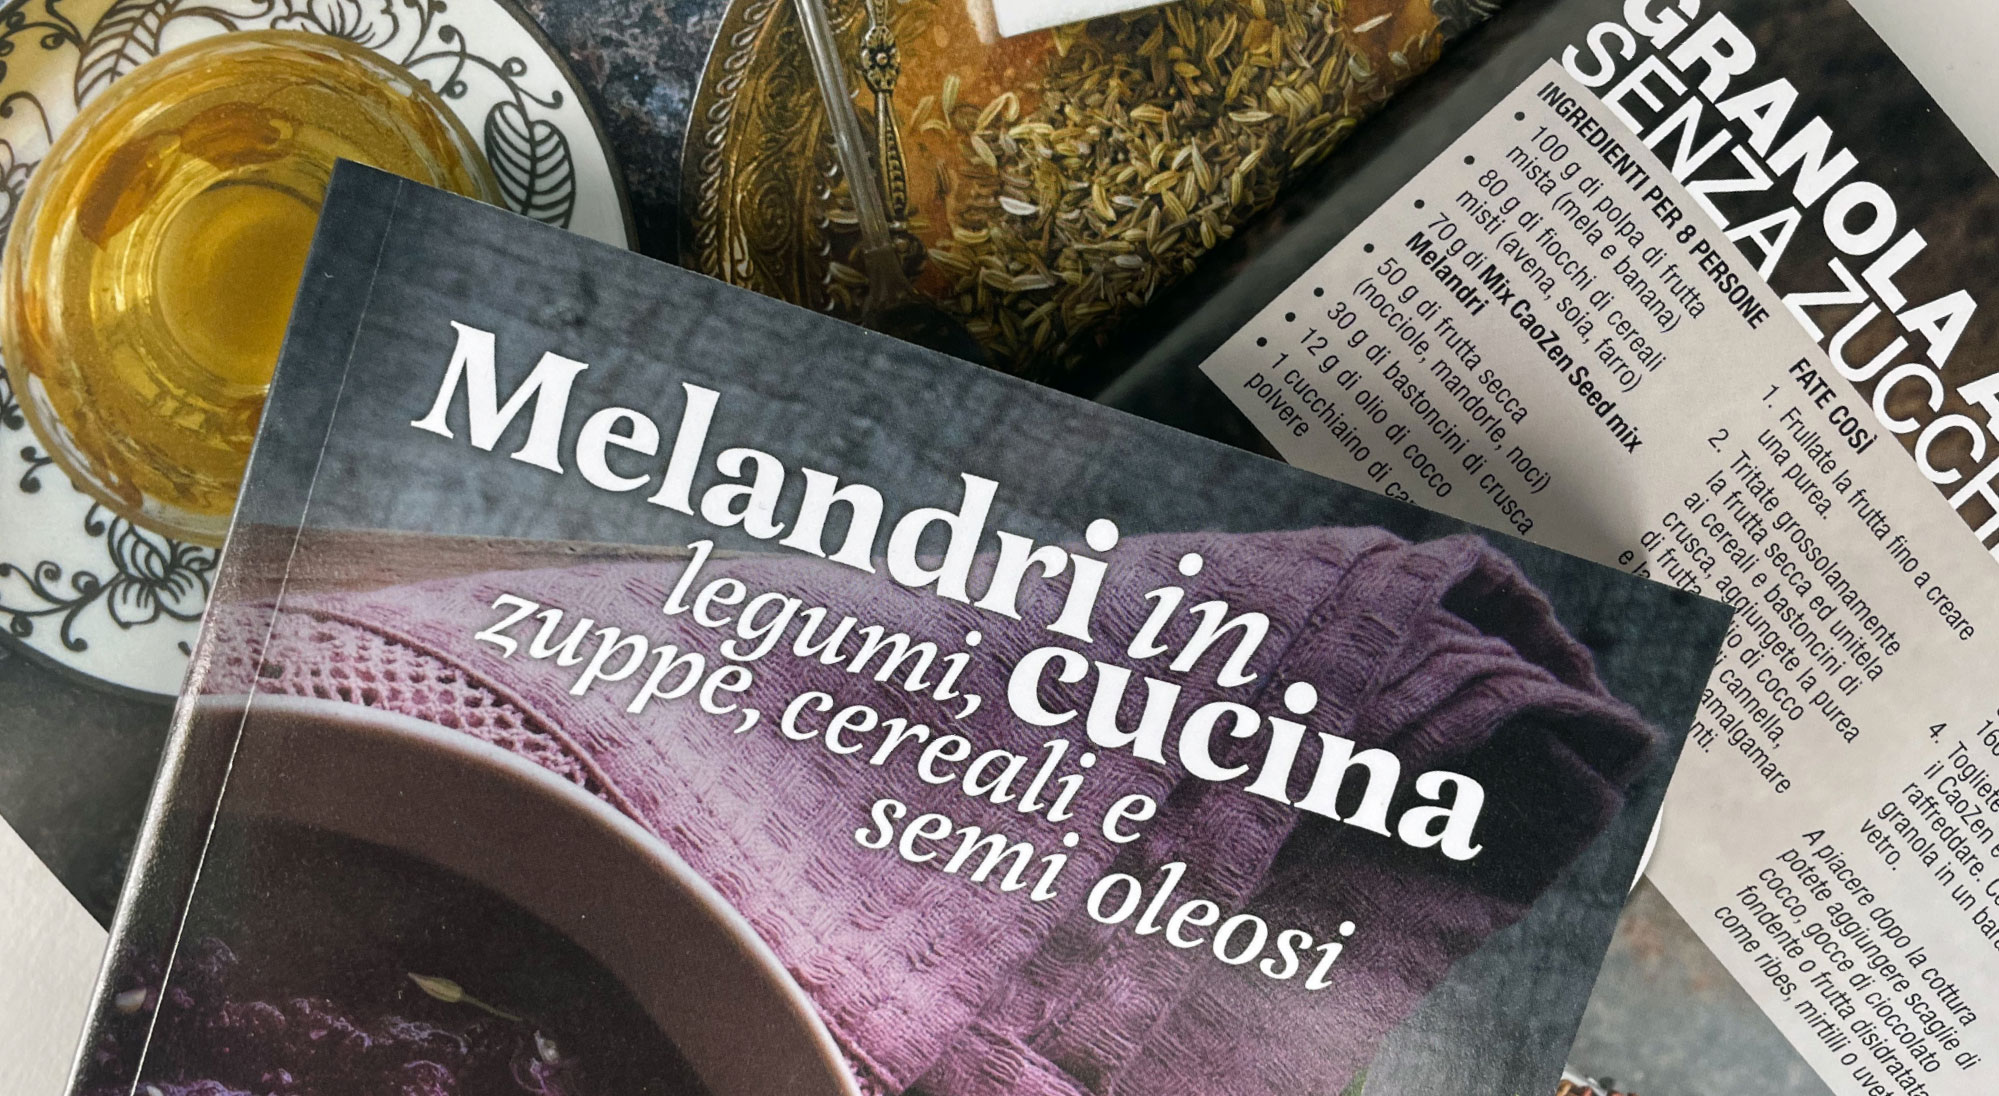 Melandri in
cucina
legumi,
zuppe, cereali e
semi oleosi
GRANOLA
SENZA
INGREDIENTI PER 8 PERSONE
• 100 g di polpa di frutta
mista (mela e banana)
• 80 g di fiocchi di cereali
misti (avena, soia, farro)
• 70 g di Mix CaoZen Seed mix
Melandri
• 50 g di frutta secca
(nocciole, mandorle, noci)
• 30 g di bastoncini di crusca
• 12 g di olio di cocco
• 1 cucchiaino di
polvere
FATE COSÌ
1. Frullate la frutta fino a creare
una purea.
2. Tritate grossolanamente
la frutta secca ed unitela
ai cereali e bastoncini di
crusca, aggiungete la purea
di frutta, di cocco
cannella,
amalgamare
4. Togliete
il CaoZen e
raffreddare.
granola in un
vetro.
A piacere dopo la cottura
potete aggiungere scaglie di
cocco, gocce di cioccolato
fondente o frutta disidratata
come ribes, mirtilli o